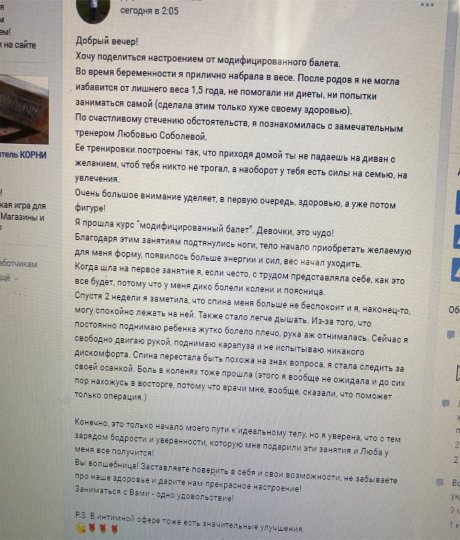 сегодня в 2:05
Добрый вечер!
Хочу поделиться настроением от модифицированного балета.
Во время беременности я прилично набрала в весе. После родов я не могла
избавится от лишнего веса 1,5 года, не помогали ни диеты, ни попытки
заниматься самой (сделала этим только хуже своему здоровью).
По счастливому стечению обстоятельств, я познакомилась с замечательным
тренером Любовью Соболевой.
Ее тренировки построены так, что приходя домой ты не падаешь на диван с
желанием, чтоб тебя никто не трогал, а наоборот у тебя есть силы на семью, на
увлечения.
Очень большое внимание уделяет, в первую очередь, здоровью, а уже потом
фигуре!
Я прошла курс "модифицированный балет". Девочки, это чудо!
Благодаря этим занятиям подтянулись ноги, тело начало приобретать желаемую
для меня форму, появилось больше энергии и сил, вес начал уходить.
Когда шла на первое занятие я, если често, с трудом представляла себе, как это
все будет, потому что у меня дико болели колени и поясница.
Спустя 2 недели я заметила, что спина меня больше не беспокоит и я, наконец-то,
могу спокойно лежать на ней. Также стало легче дышать. Из-за того, что
постоянно поднимаю ребенка жутко болело плечо, рука аж отнималась. Сейчас я
свободно двигаю рукой, поднимаю карапуза и не испытываю никакого
дискомфорта. Спина перестала быть похожа на знак вопроса, я стала следить за
своей осанкой. Боль в коленях тоже прошла (этого я вообще не ожидала и до сих
пор нахожусь в восторге, потому что врачи мне, вообще, сказали, что поможет
только операция.)
Конечно, это только начало моего пути к идеальному телу, но я уверена, что с тем
зарядом бодрости и уверенности, которую мне подарили эти занятия и Люба у
меня все получится!
Вы волшебница! Заставляете поверить в себя и свои возможности, не забываете
про наше здоровье и дарите нам прекрасное настроение!
Заниматься с Вами - одно удовольствие!
P.S. В интимной сфере тоже есть значительные улучшения.
и на сайте
КОРНИ
кая игра для
Магазины и
аботчикам
ещё